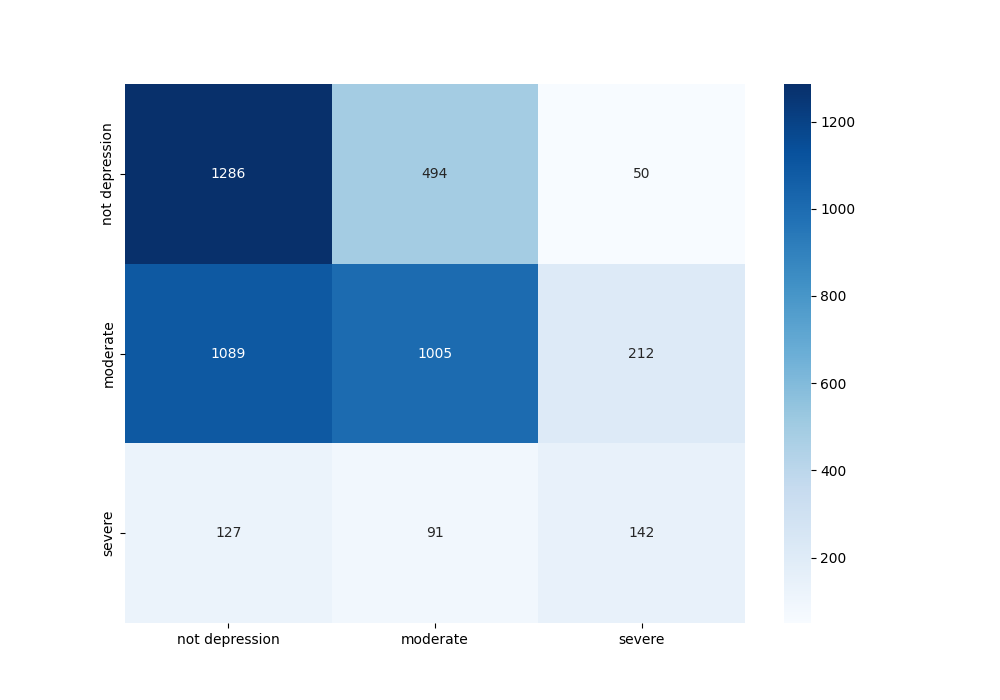 not depression
1286 494 50
moderate
1089 1005 212
severe
127 91 142
not depression moderate severe
1200
1000
800
600
400
200